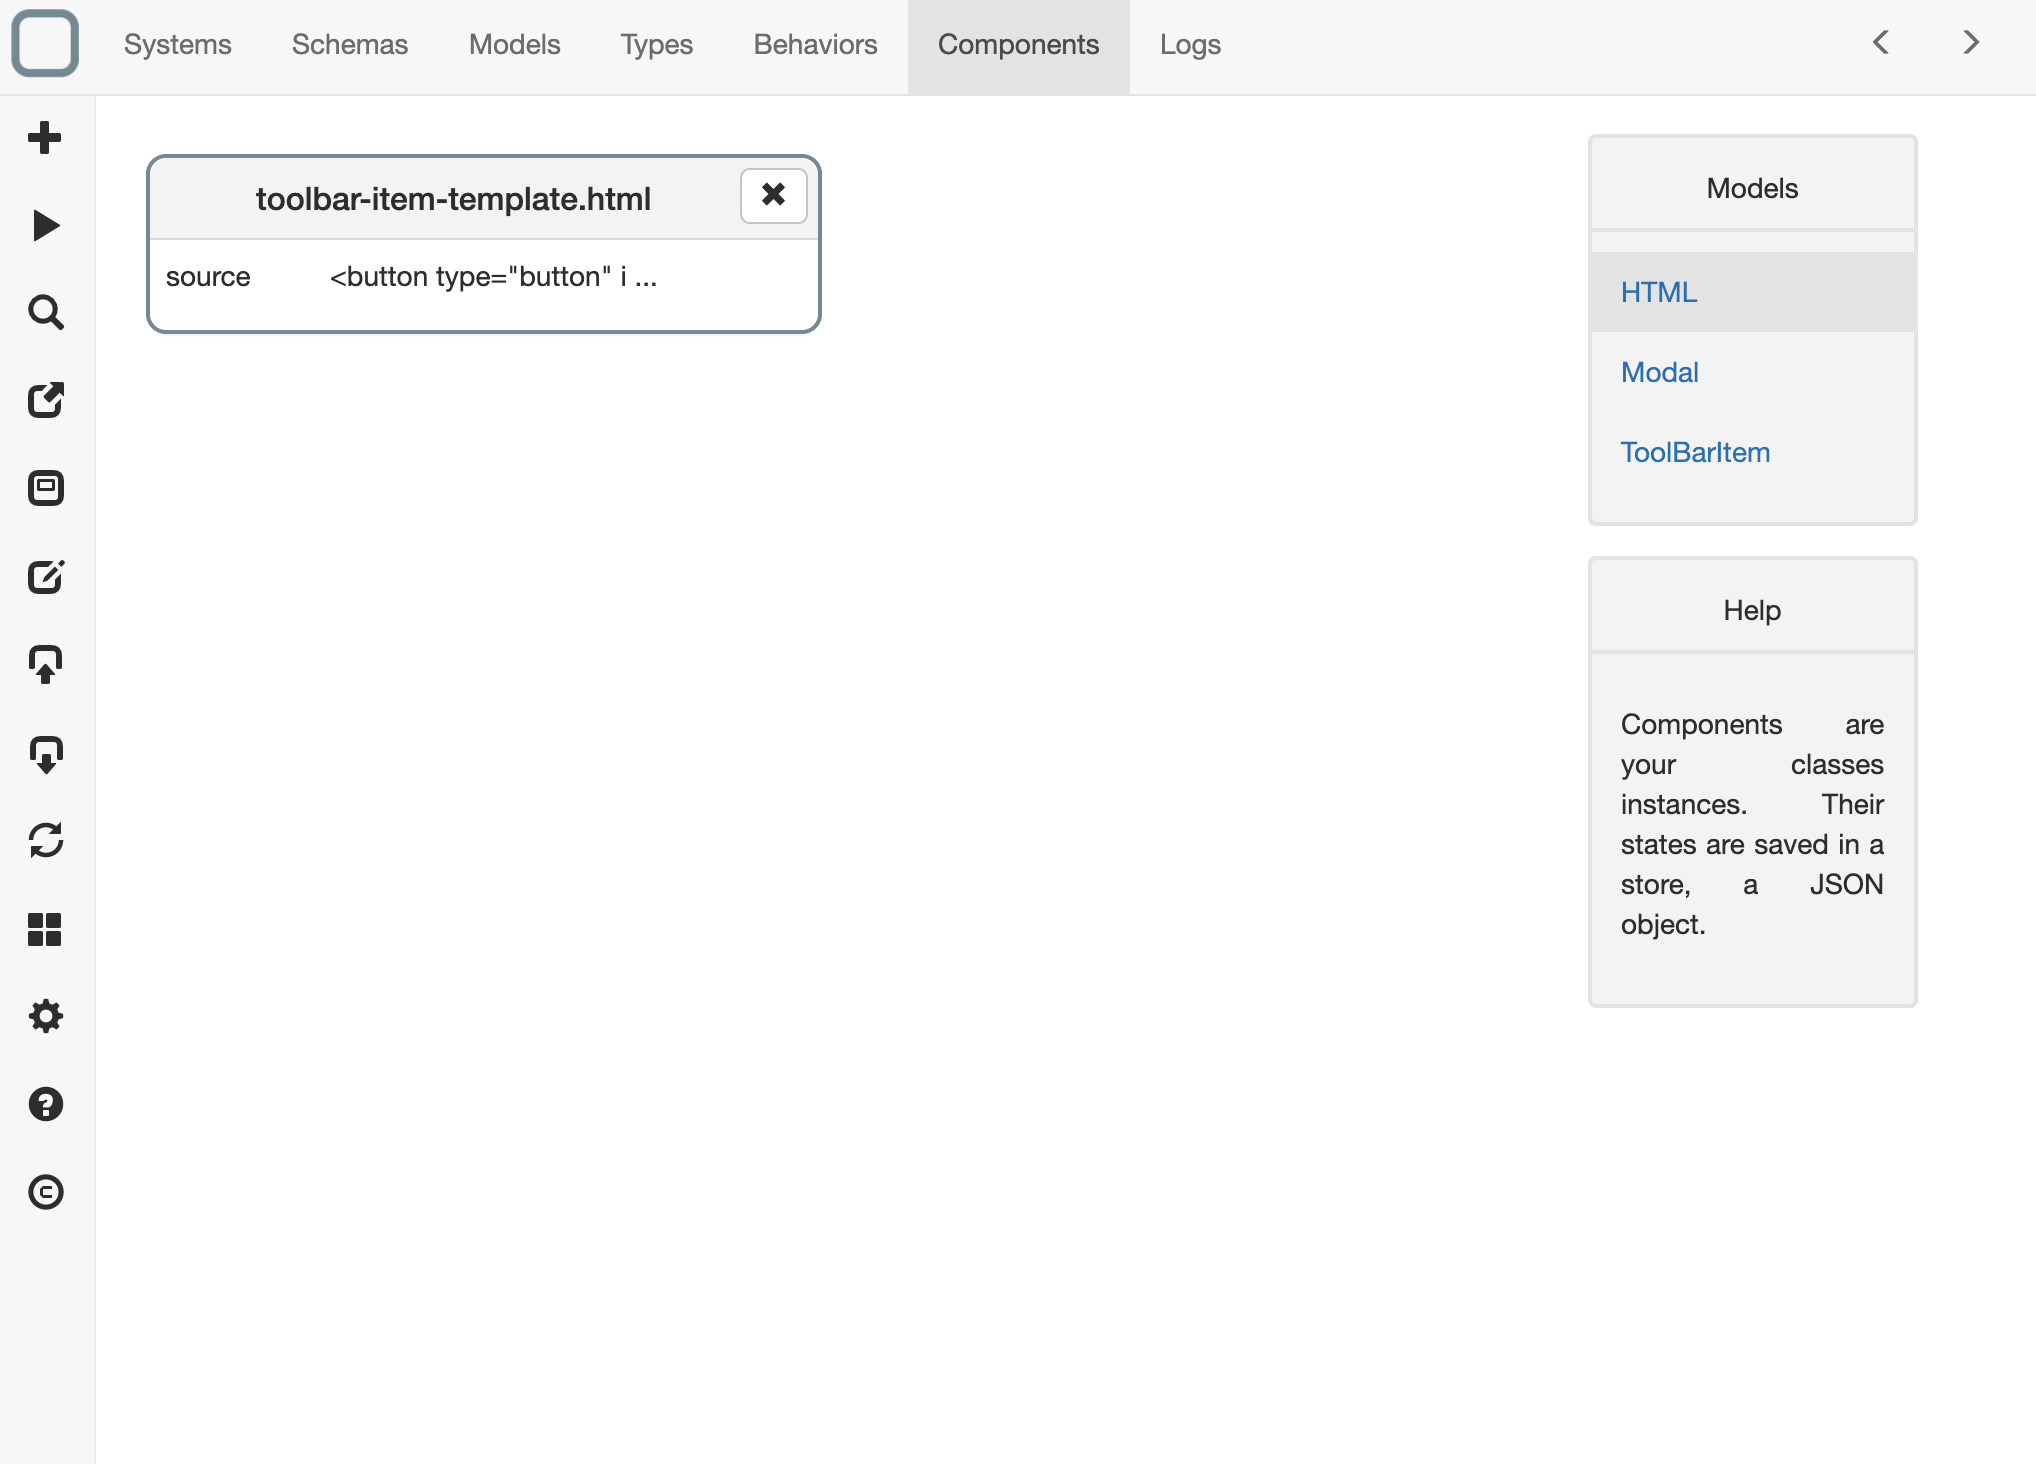 Systems Schemas Models Types Behaviors Components Logs
toolbar-item-template.html
source <button type="button" i ...
Models
HTML
Modal
ToolBarItem
Help
Components are
your classes
instances. Their
states are saved in a
store, a JSON
object.